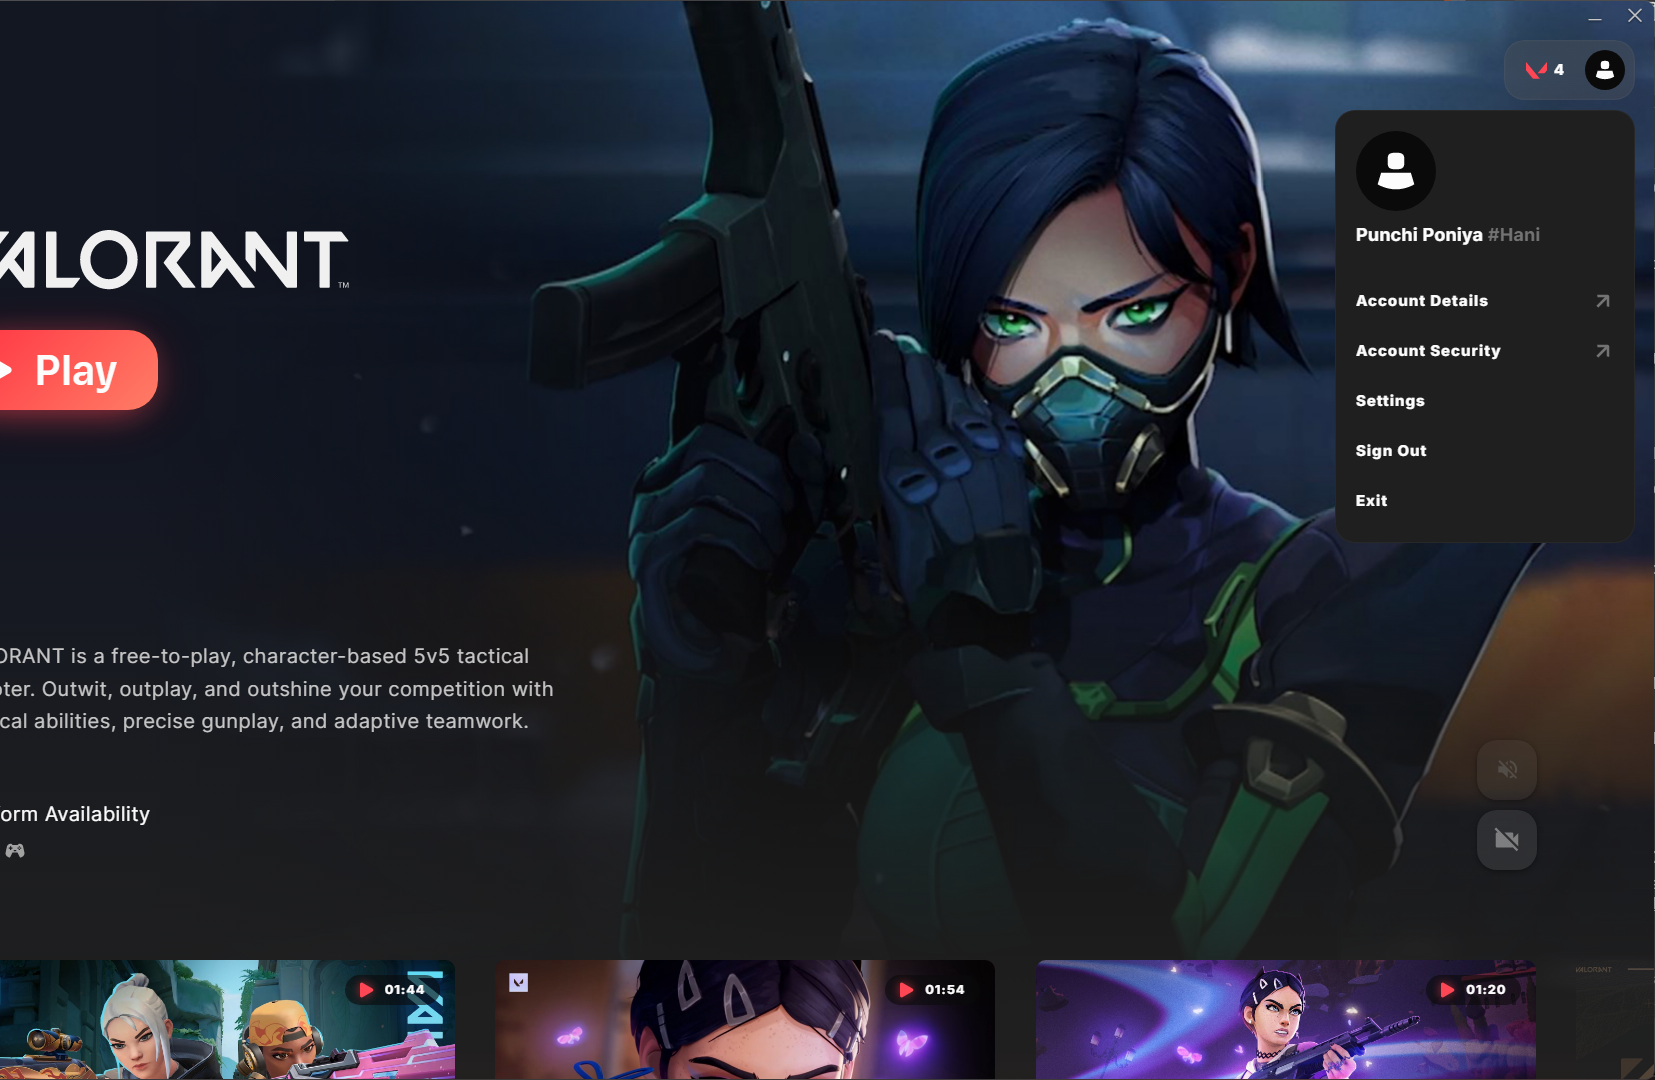 4
Punchi Poniya #Hani
Account Details
Account Security
Settings
Sign Out
Exit
ALORANT™
Play
ORANT is a free-to-play, character-based 5v5 tactical
oter. Outwit, outplay, and outshine your competition with
cal abilities, precise gunplay, and adaptive teamwork.
orm Availability
01:44
01:54
01:20
VALORANT